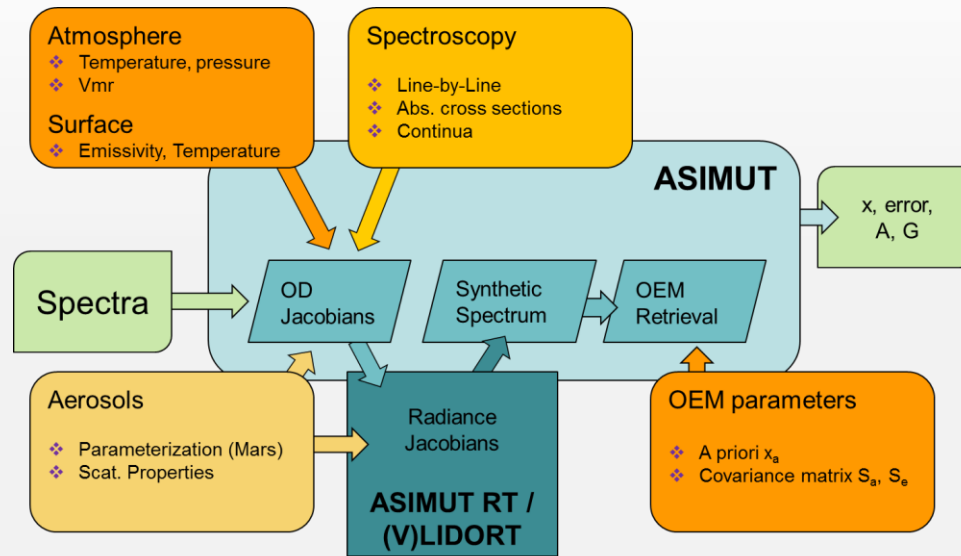 Atmosphere
❖ Temperature, pressure
❖ Vmr
Surface
❖ Emissivity, Temperature
Spectroscopy
❖ Line-by-Line
❖ Abs. cross sections
❖ Continua
ASIMUT
x, error,
A, G
Spectra
OD
Jacobians
Synthetic
Spectrum
OEM
Retrieval
Aerosols
❖ Parameterization (Mars)
❖ Scat. Properties
Radiance
Jacobians
ASIMUT RT /
(V)LIDORT
OEM parameters
❖ A priori xₐ
❖ Covariance matrix Sₐ, Sₑ